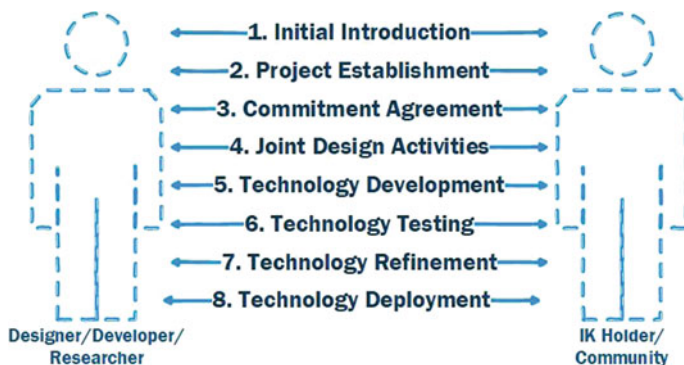 1. Initial Introduction
2. Project Establishment
3. Commitment Agreement
4. Joint Design Activities
5. Technology Development
6. Technology Testing
7. Technology Refinement
8. Technology Deployment
Designer/Developer/
Researcher
IK Holder/
Community